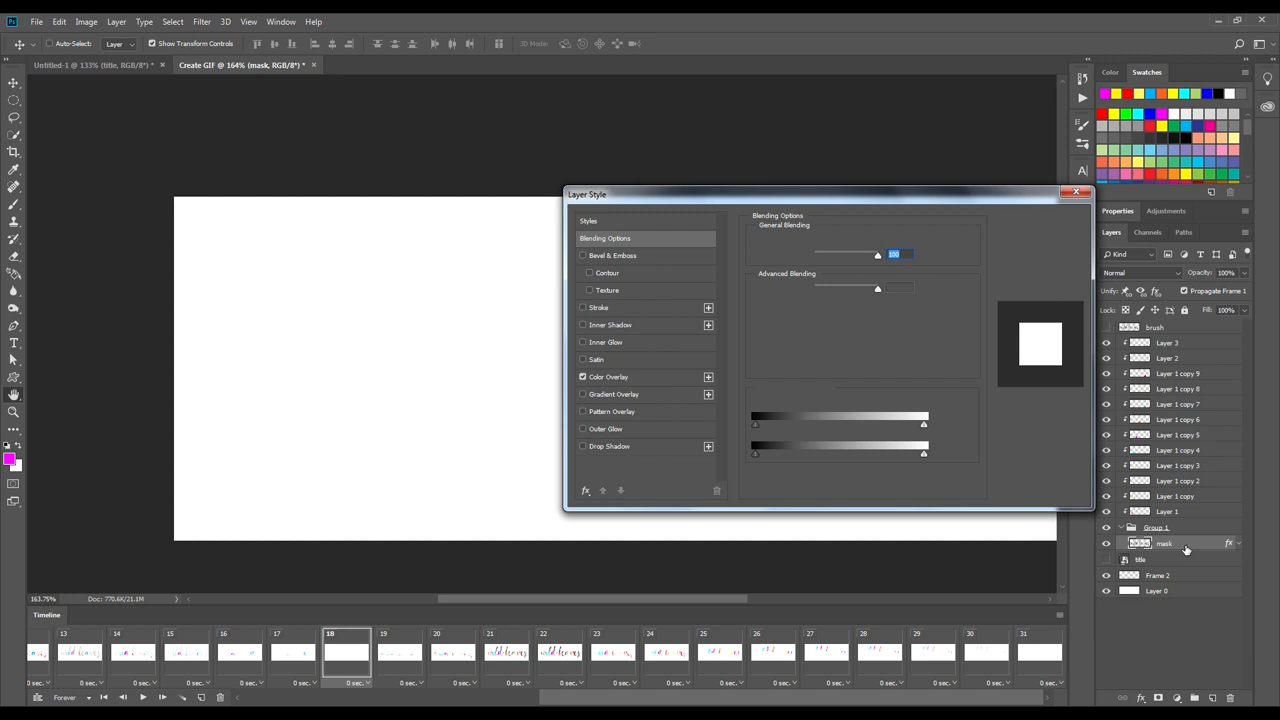 Ps File Edit Image Layer Type Select Filter 3D View Window Help
Auto-Select: Layer Show Transform Controls 3D Mode:
Untitled-1 @ 133% (title, RGB/8*) * × Create GIF @ 164% (mask, RGB/8*) * ×
Color Swatches
Layer Style
Styles
Blending Options
Bevel & Emboss
Contour
Texture
Stroke
Inner Shadow
Inner Glow
Satin
Color Overlay
Gradient Overlay
Pattern Overlay
Outer Glow
Drop Shadow
fx
Blending Options
General Blending
100
Advanced Blending
Properties Adjustments
Layers Channels Paths
Kind
Normal Opacity: 100%
Unify: Propagate Frame 1
Lock: Fill: 100%
brush
Layer 3
Layer 2
Layer 1 copy 9
Layer 1 copy 8
Layer 1 copy 7
Layer 1 copy 6
Layer 1 copy 5
Layer 1 copy 4
Layer 1 copy 3
Layer 1 copy 2
Layer 1 copy
Layer 1
Group 1
mask fx
title
Frame 2
Layer 0
163.75% Doc: 770.6K/21.1M
Timeline
13 14 15 16 17 18 19 20 21 22 23 24 25 26 27 28 29 30 31
0 sec. 0 sec. 0 sec. 0 sec. 0 sec. 0 sec. 0 sec. 0 sec. 0 sec. 0 sec. 0 sec. 0 sec. 0 sec. 0 sec. 0 sec. 0 sec. 0 sec. 0 sec. 0 sec.
Forever
fx